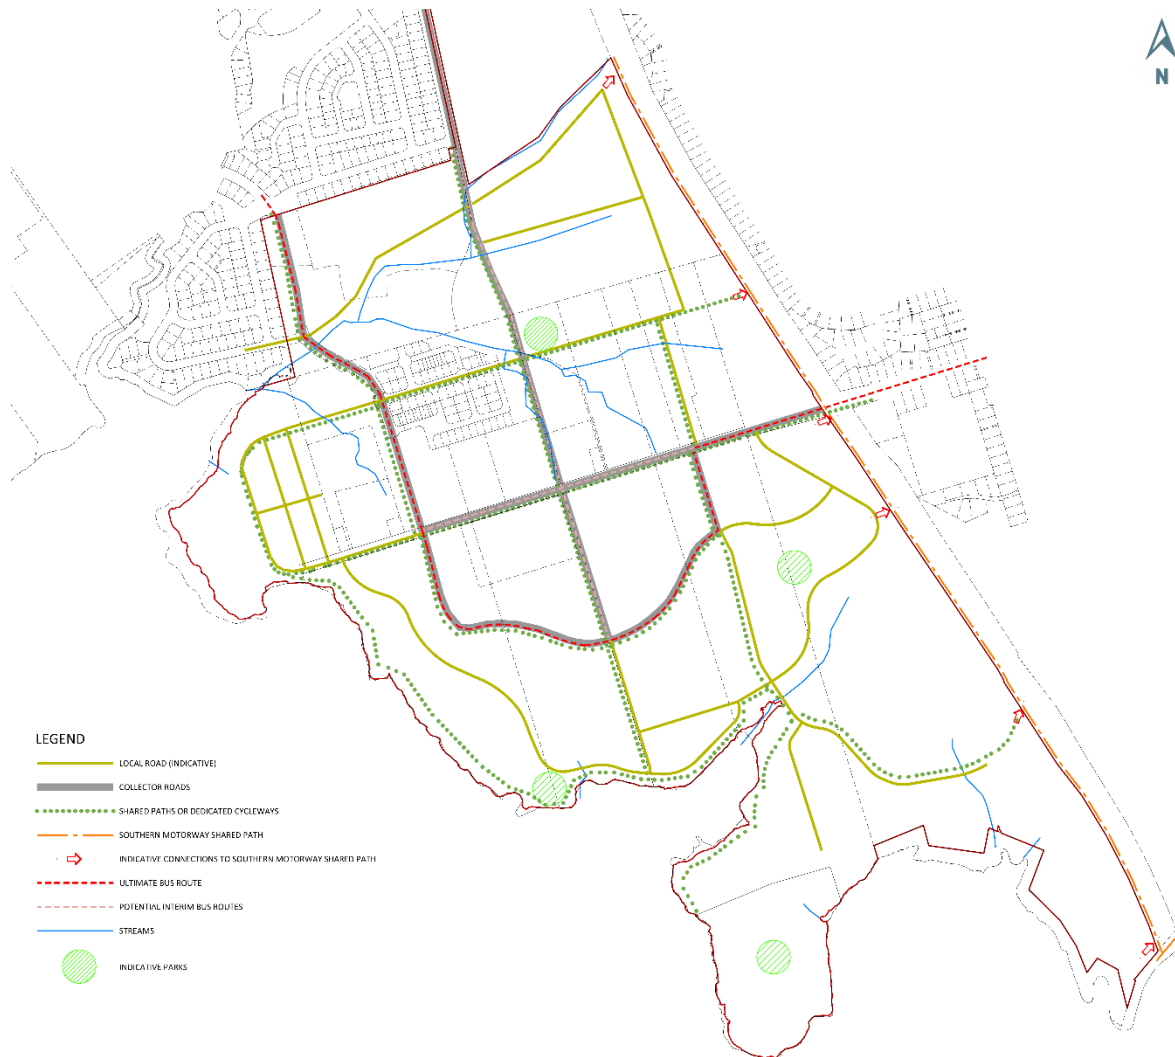 N
LEGEND
LOCAL ROAD (INDICATIVE)
COLLECTOR ROADS
SHARED PATHS OR DEDICATED CYCLEWAYS
SOUTHERN MOTORWAY SHARED PATH
INDICATIVE CONNECTIONS TO SOUTHERN MOTORWAY SHARED PATH
ULTIMATE BUS ROUTE
POTENTIAL INTERIM BUS ROUTES
STREAMS
INDICATIVE PARKS